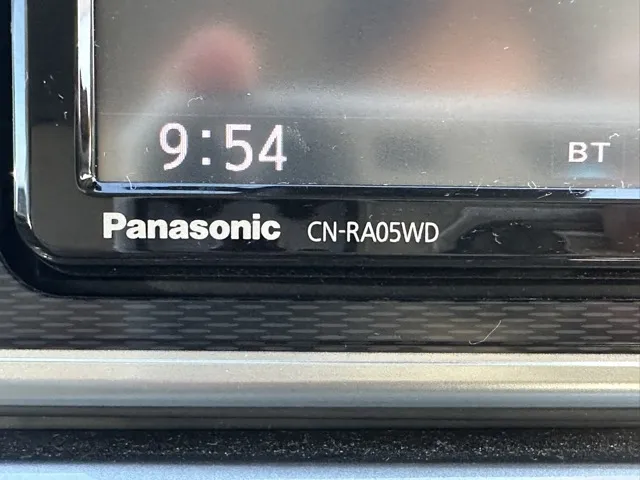 9:54 BT
Panasonic CN-RA05WD